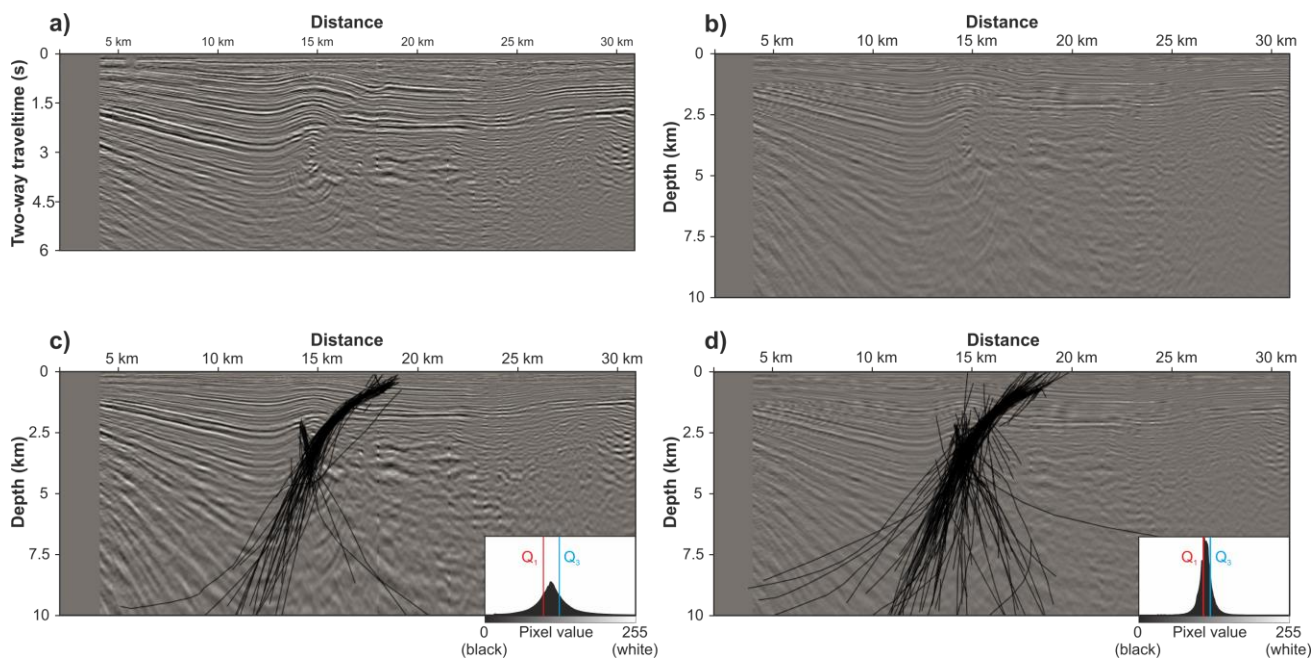 a)
Distance
5 km 10 km 15 km 20 km 25 km 30 km
Two-way traveltime (s)
0
1.5
3
4.5
6
b)
Distance
5 km 10 km 15 km 20 km 25 km 30 km
Depth (km)
0
2.5
5
7.5
10
c)
Distance
5 km 10 km 15 km 20 km 25 km 30 km
Depth (km)
0
2.5
5
7.5
10
Q1 Q3
0 Pixel value 255
(black) (white)
d)
Distance
5 km 10 km 15 km 20 km 25 km 30 km
Depth (km)
0
2.5
5
7.5
10
Q1 Q3
0 Pixel value 255
(black) (white)